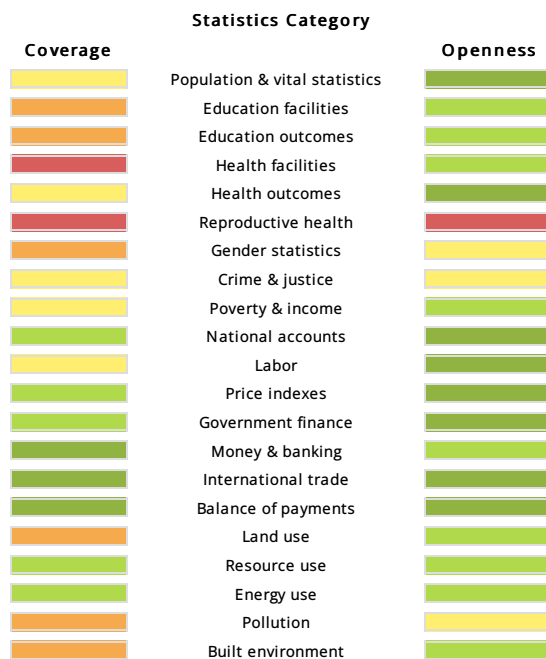 Statistics Category
Coverage Openness
Population & vital statistics
Education facilities
Education outcomes
Health facilities
Health outcomes
Reproductive health
Gender statistics
Crime & justice
Poverty & income
National accounts
Labor
Price indexes
Government finance
Money & banking
International trade
Balance of payments
Land use
Resource use
Energy use
Pollution
Built environment